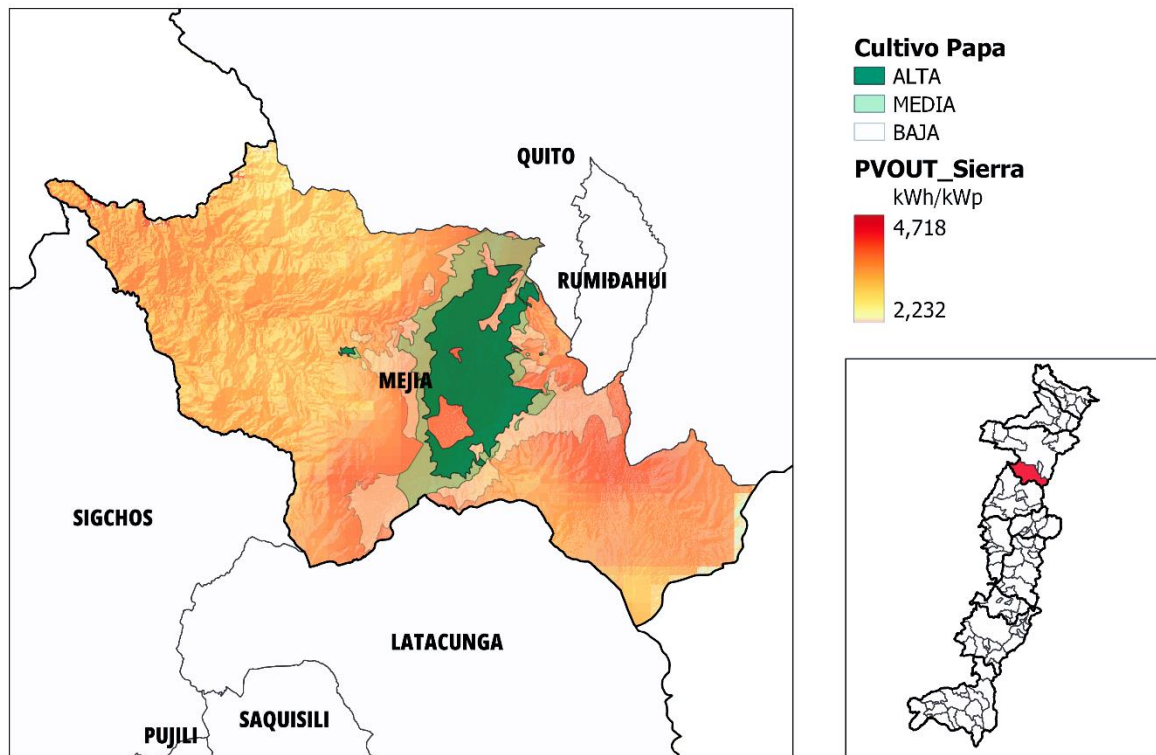 QUITO
RUMIÐAHUI
MEJIA
SIGCHOS
LATACUNGA
SAQUISILI
PUJILI
Cultivo Papa
ALTA
MEDIA
BAJA
PVOUT_Sierra
kWh/kWp
4,718
2,232